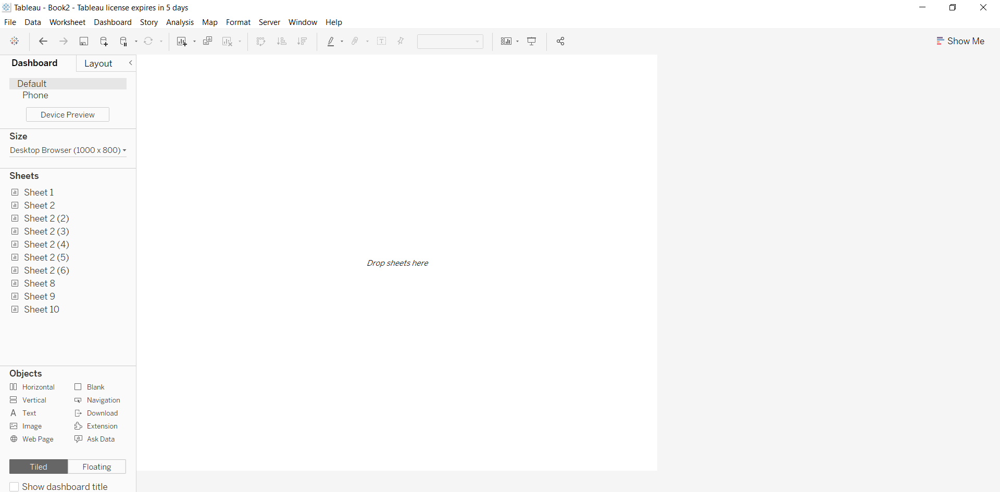 Tableau - Book2 - Tableau license expires in 5 days
File Data Worksheet Dashboard Story Analysis Map Format Server Window Help
Show Me
Dashboard Layout
Default
Phone
Device Preview
Size
Desktop Browser (1000 x 800)
Sheets
Sheet 1
Sheet 2
Sheet 2 (2)
Sheet 2 (3)
Sheet 2 (4)
Sheet 2 (5)
Sheet 2 (6)
Sheet 8
Sheet 9
Sheet 10
Drop sheets here
Objects
Horizontal Blank
Vertical Navigation
Text Download
Image Extension
Web Page Ask Data
Tiled Floating
Show dashboard title